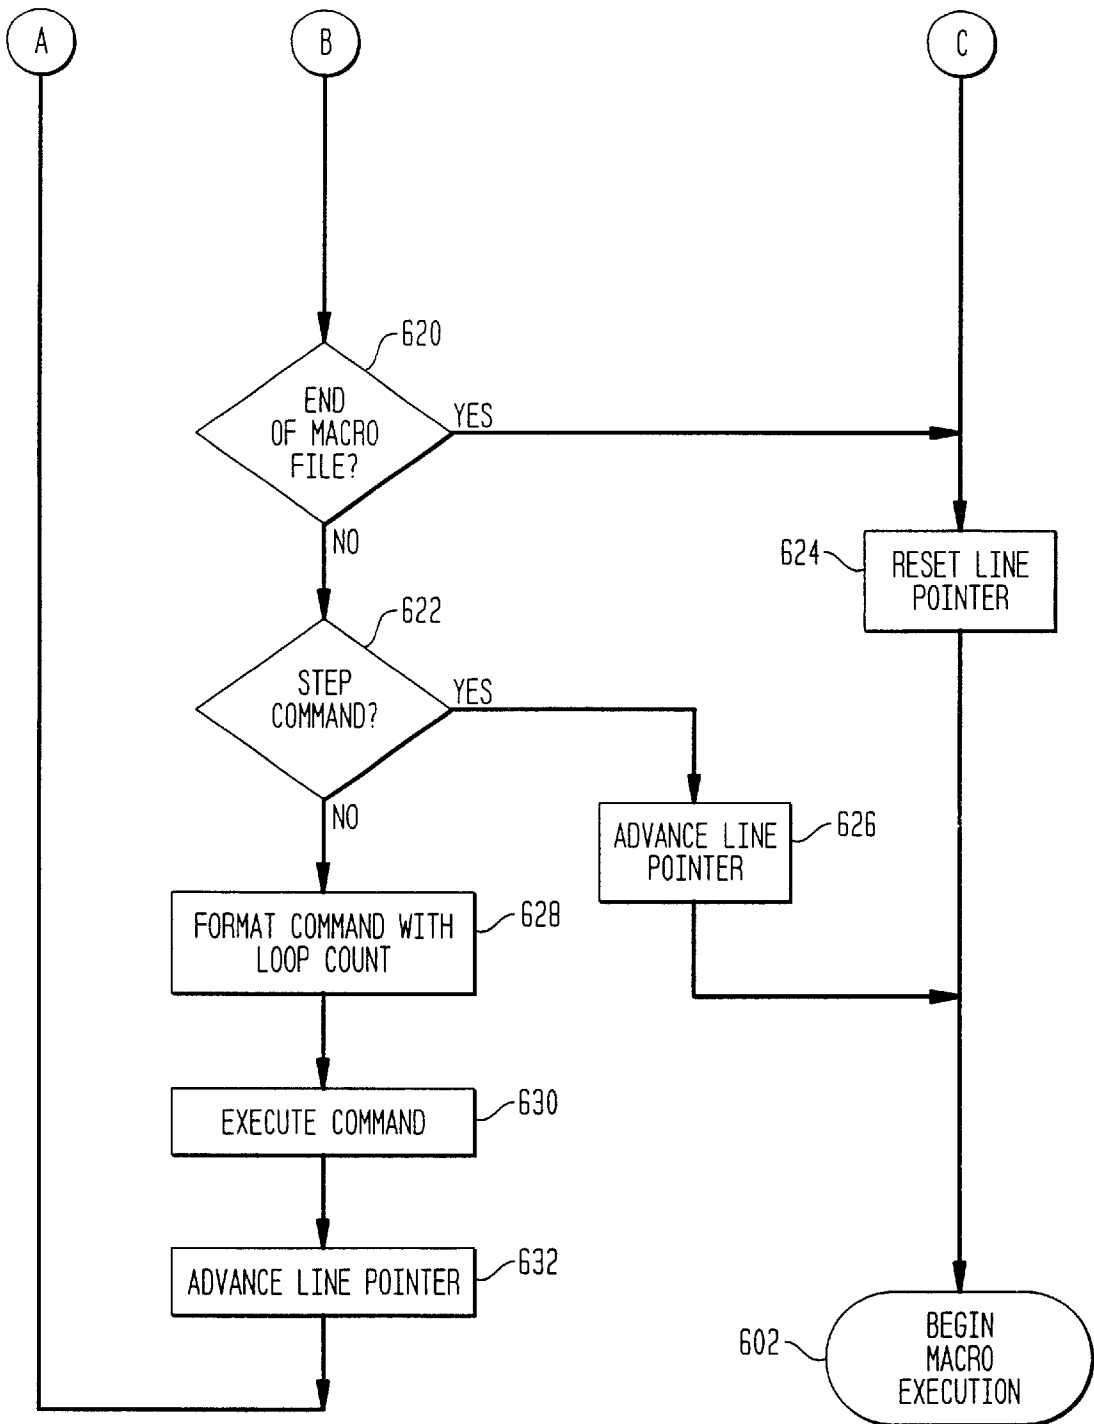 A
B
C
620
END
OF MACRO
FILE?
YES
NO
624
RESET LINE
POINTER
622
STEP
COMMAND?
YES
NO
ADVANCE LINE
POINTER
626
FORMAT COMMAND WITH
LOOP COUNT
628
EXECUTE COMMAND
630
ADVANCE LINE POINTER
632
602
BEGIN
MACRO
EXECUTION